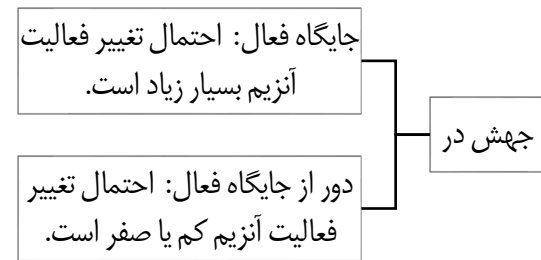 جهش در
جایگاه فعال: احتمال تغییر فعالیت
آنزیم بسیار زیاد است.
دور از جایگاه فعال: احتمال تغییر
فعالیت آنزیم کم یا صفر است.